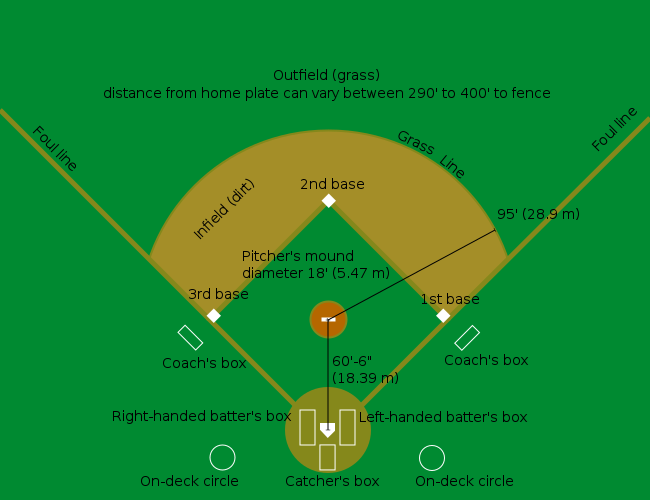 Outfield (grass)
distance from home plate can vary between 290' to 400' to fence
Foul line
Grass Line
Foul line
Infield (dirt)
2nd base
95' (28.9 m)
Pitcher's mound
diameter 18' (5.47 m)
3rd base
1st base
Coach's box
60'-6"
(18.39 m)
Coach's box
Right-handed batter's box
Left-handed batter's box
On-deck circle
Catcher's box
On-deck circle